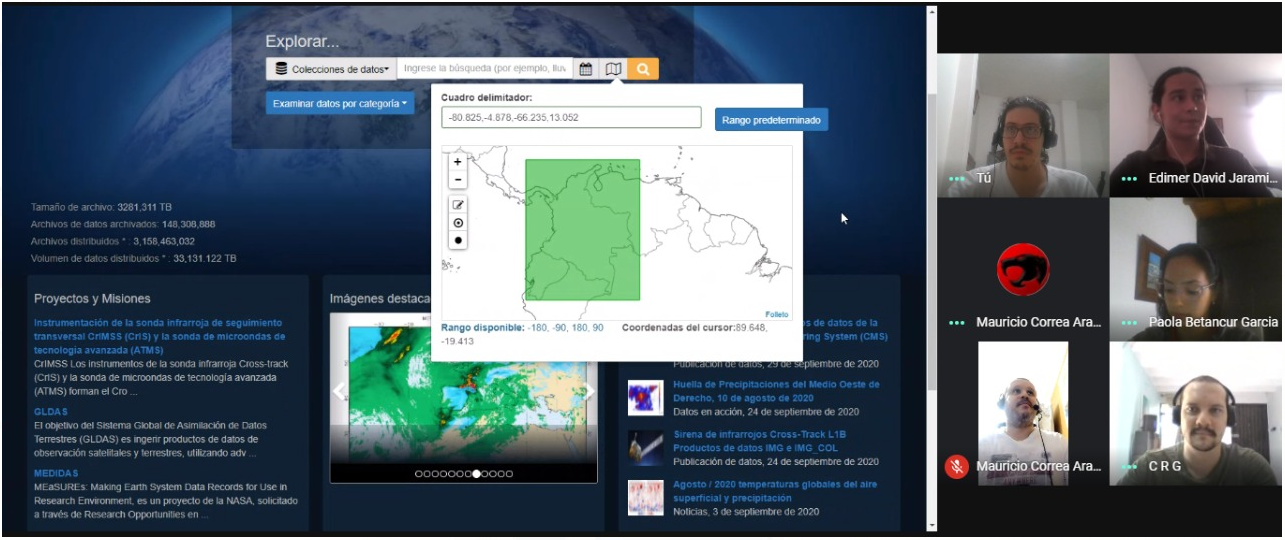 Explorar...
Colecciones de datos
Ingrese la búsqueda (por ejemplo, lluv
Examinar datos por categoría
Cuadro delimitador:
-80.825,-4.878,-66.235,13.052
Rango predeterminado
+
−
Folleto
Rango disponible: -180, -90, 180, 90 Coordenadas del cursor:89.648,
-19.413
Tamaño de archivo: 3281,311 TB
Archivos de datos archivados: 148,308,888
Archivos distribuidos * : 3,158,463,032
Volumen de datos distribuidos * : 33,131.122 TB
Proyectos y Misiones
Instrumentación de la sonda infrarroja de seguimiento
transversal CrIMSS (CrIS) y la sonda de microondas de
tecnología avanzada (ATMS)
CrIMSS Los instrumentos de la sonda infrarroja Cross-track
(CrIS) y la sonda de microondas de tecnología avanzada
(ATMS) forman el Cro ...
GLDAS
El objetivo del Sistema Global de Asimilación de Datos
Terrestres (GLDAS) es ingerir productos de datos de
observación satelitales y terrestres, utilizando adv ...
MEDIDAS
MEaSUREs: Making Earth System Data Records for Use in
Research Environment, es un proyecto de la NASA, solicitado
a través de Research Opportunities en ...
Imágenes destaca
os de datos de la
ring System (CMS)
Publicación de datos, 29 de septiembre de 2020
Huella de Precipitaciones del Medio Oeste de
Derecho, 10 de agosto de 2020
Datos en acción, 24 de septiembre de 2020
Sirena de infrarrojos Cross-Track L1B
Productos de datos IMG e IMG_COL
Publicación de datos, 24 de septiembre de 2020
Agosto / 2020 temperaturas globales del aire
superficial y precipitación
Noticias, 3 de septiembre de 2020
Tú
Edimer David Jarami...
Mauricio Correa Ara...
Paola Betancur Garcia
Mauricio Correa Ara...
C R G